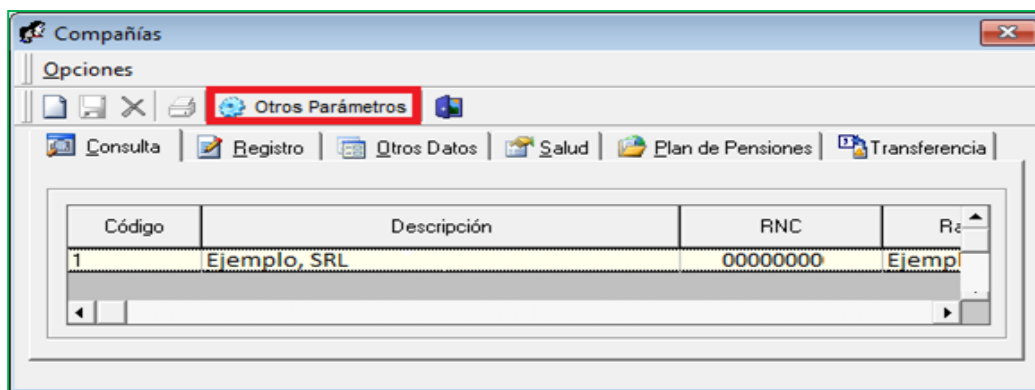 Compañías
Opciones
Otros Parámetros
Consulta Registro Otros Datos Salud Plan de Pensiones Transferencia
Código Descripción RNC
1 Ejemplo, SRL 00000000